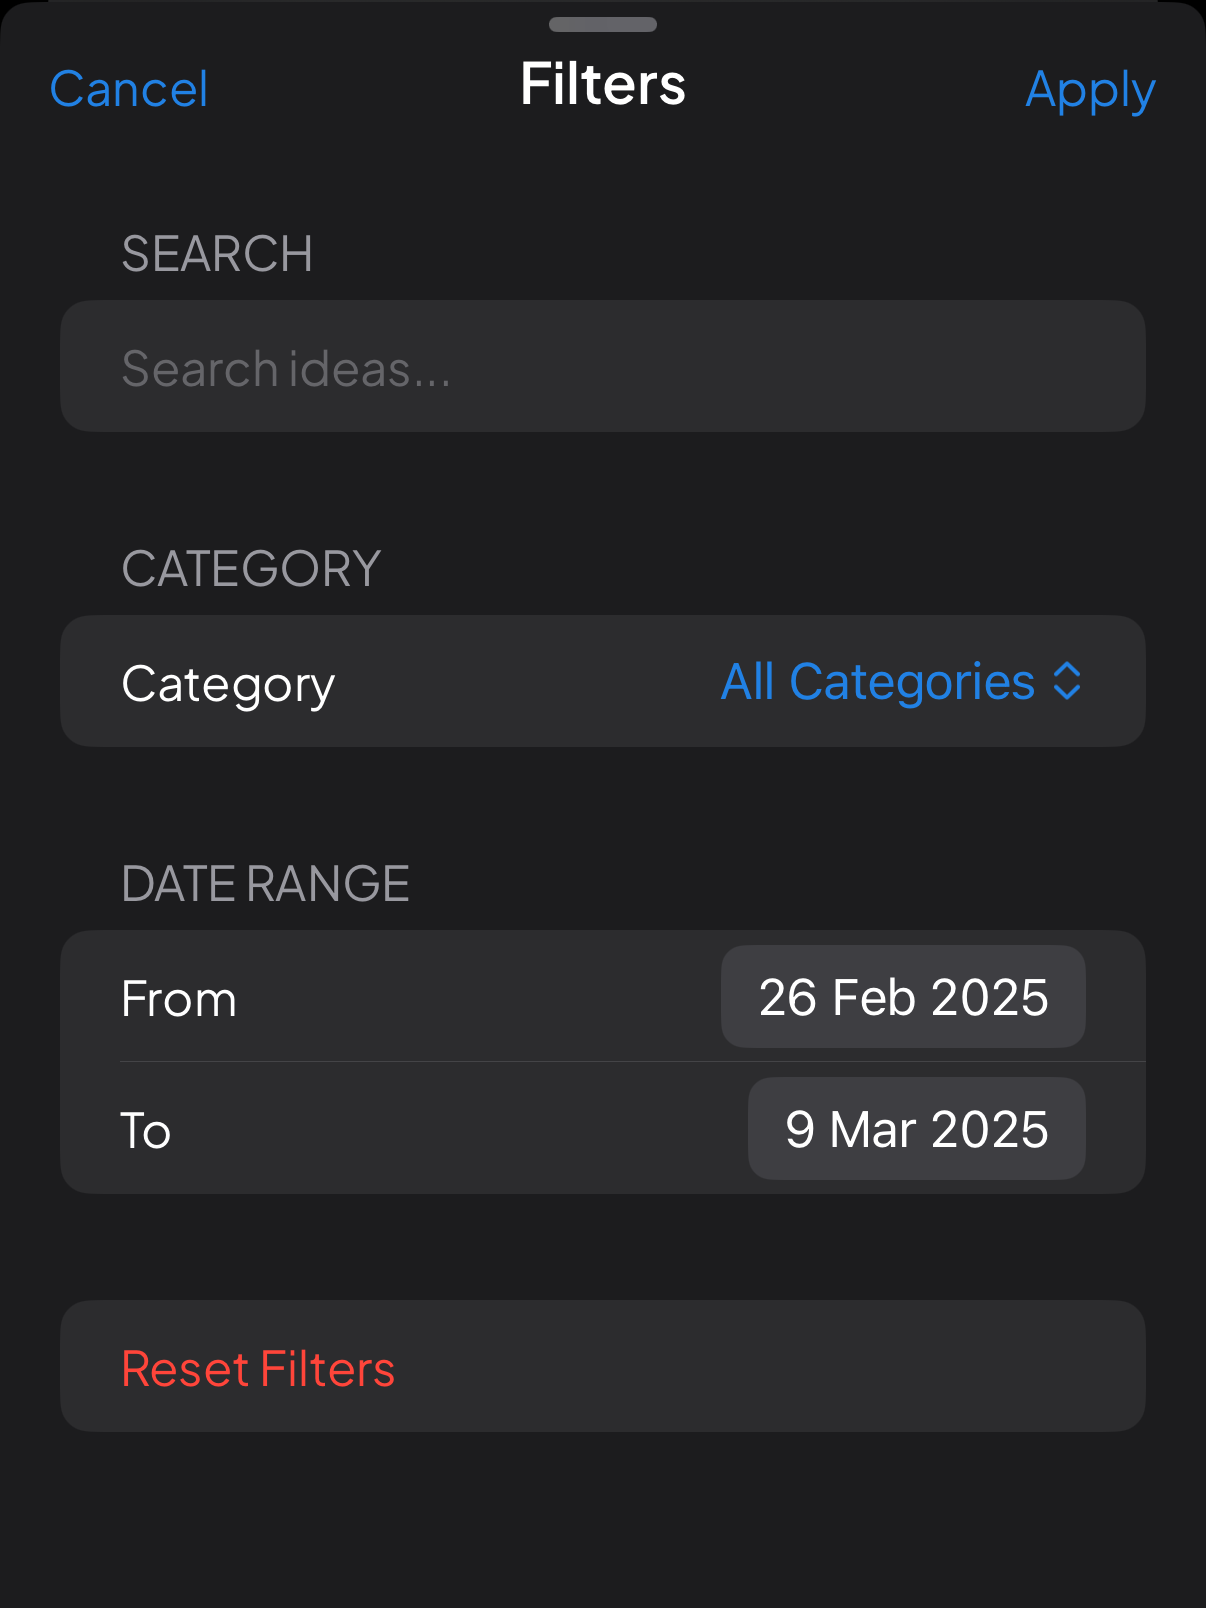 Cancel Filters Apply
SEARCH
Search ideas...
CATEGORY
Category All Categories
DATE RANGE
From 26 Feb 2025
To 9 Mar 2025
Reset Filters